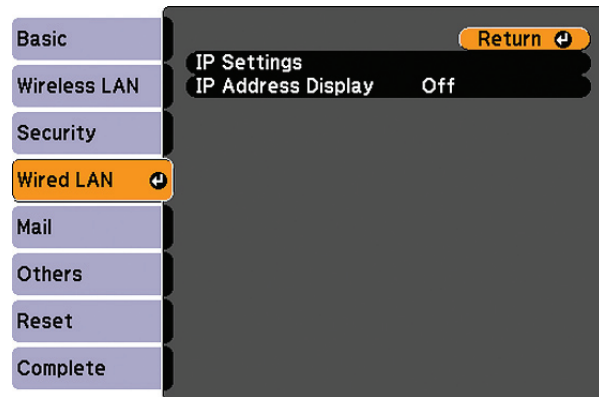 Basic
Wireless LAN
Security
Wired LAN
Mail
Others
Reset
Complete
Return
IP Settings
IP Address Display Off